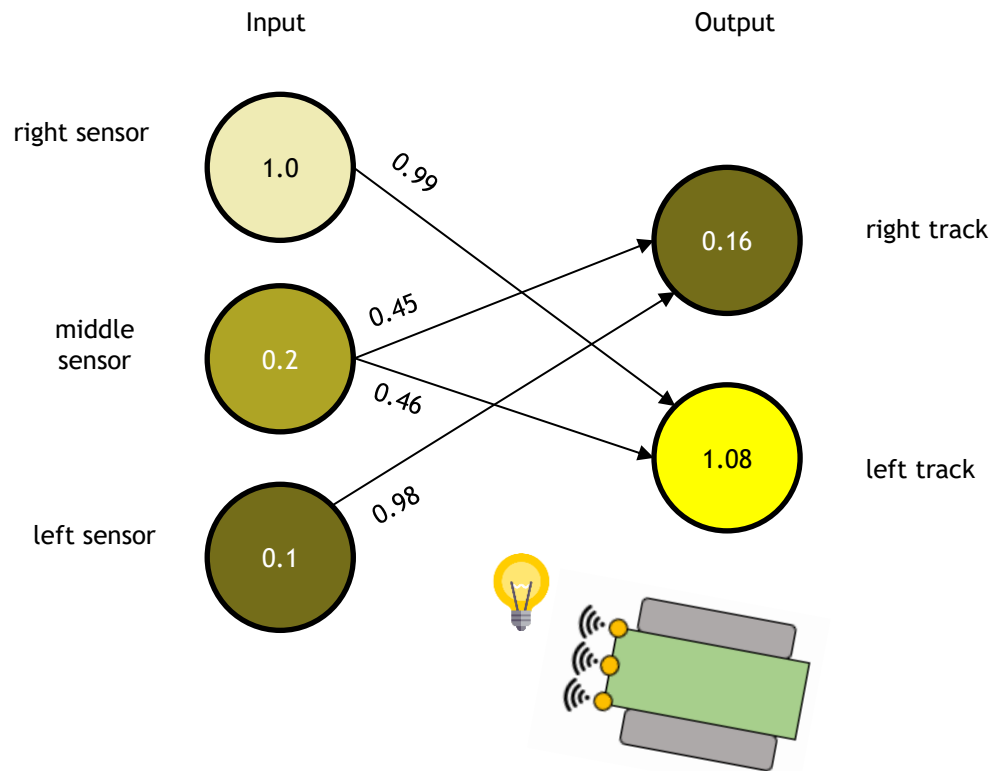 Input
Output
right sensor
1.0
0.99
0.16
right track
middle
sensor
0.2
0.45
0.46
1.08
left track
left sensor
0.1
0.98